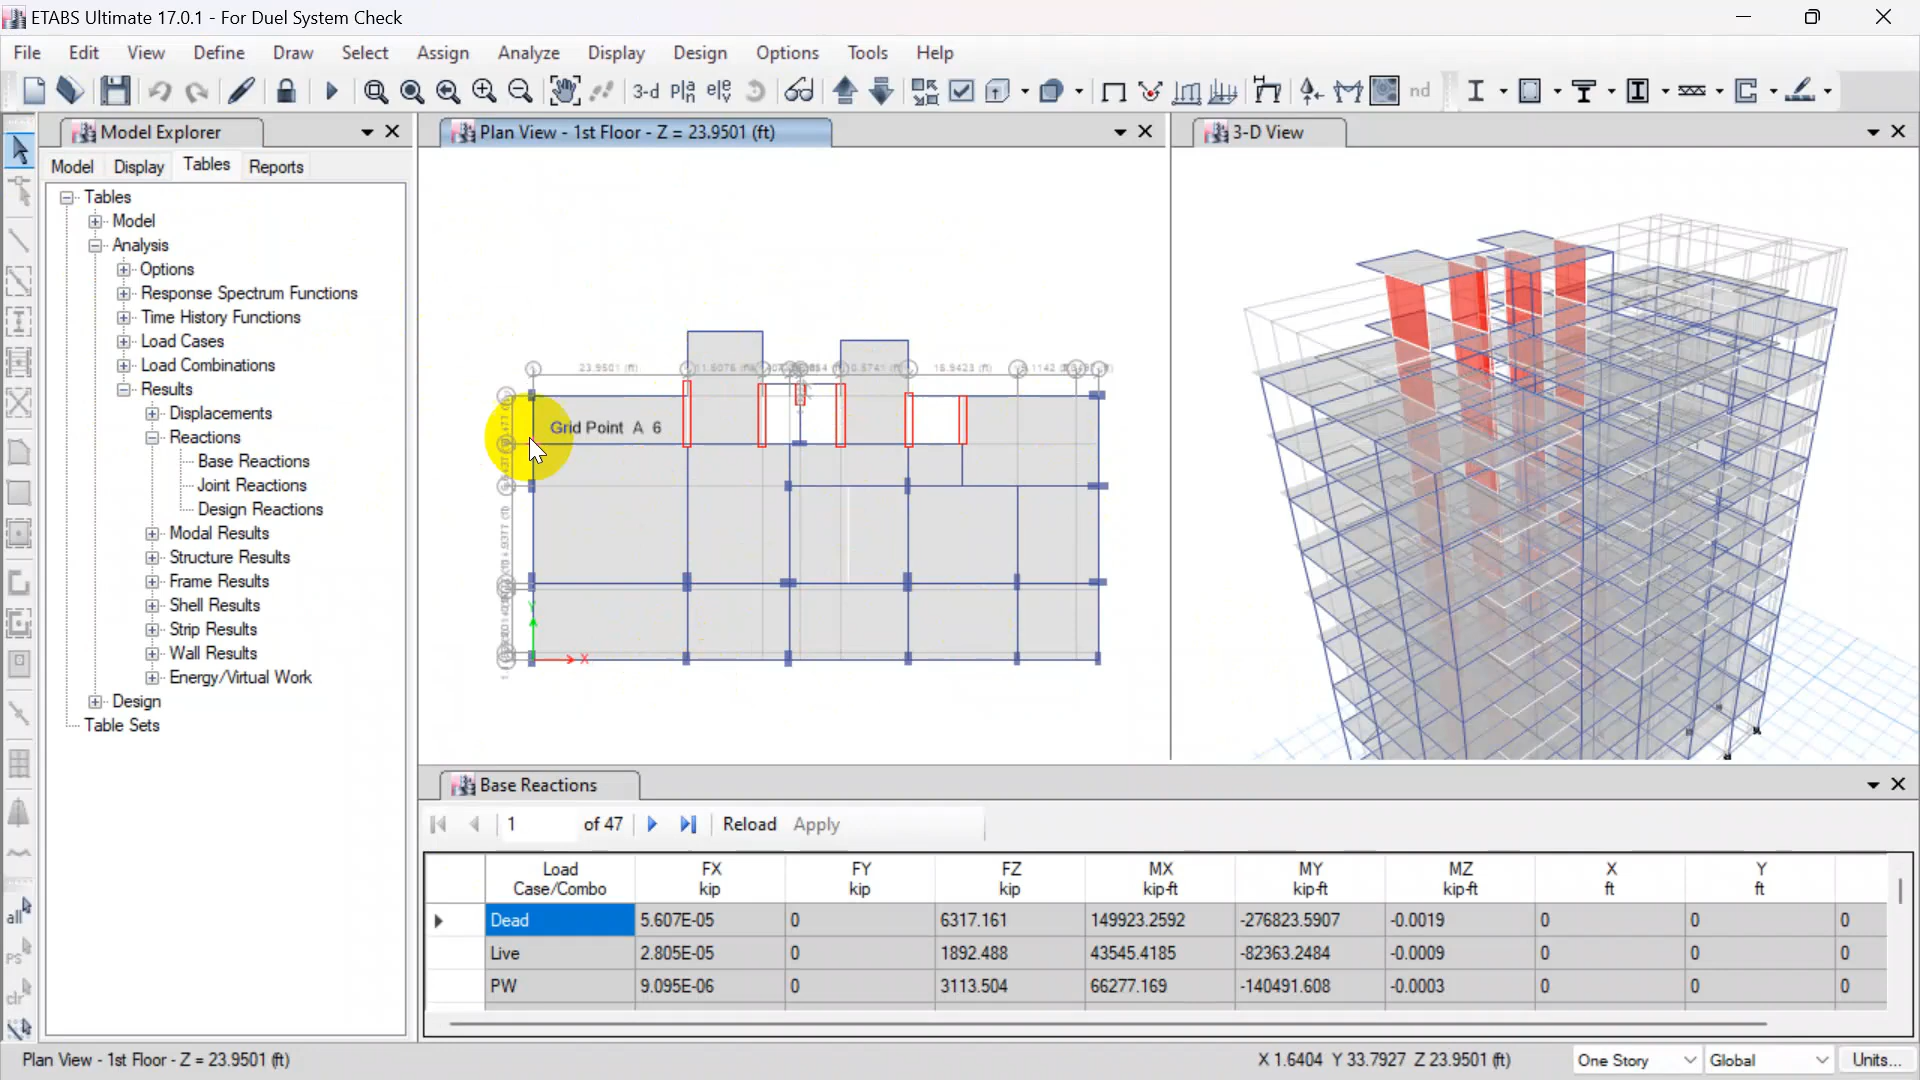 ETABS Ultimate 17.0.1 - For Duel System Check
File Edit View Define Draw Select Assign Analyze Display Design Options Tools Help
3-d nd
Model Explorer
Plan View - 1st Floor - Z = 23.9501 (ft)
3-D View
Model Display Tables Reports
Tables
Model
Analysis
Options
Response Spectrum Functions
Time History Functions
Load Cases
Load Combinations
Results
Displacements
Reactions
Base Reactions
Joint Reactions
Design Reactions
Modal Results
Structure Results
Frame Results
Shell Results
Strip Results
Wall Results
Energy/Virtual Work
Design
Table Sets
23.9501 (ft)
Grid Point A 6
Y
X
Base Reactions
1 of 47 Reload Apply
Load Case/Combo FX kip FY kip FZ kip MX kip-ft MY kip-ft MZ kip-ft X ft Y ft
Dead 5.607E-05 0 6317.161 149923.2592 -276823.5907 -0.0019 0 0 0
Live 2.805E-05 0 1892.488 43545.4185 -82363.2484 -0.0009 0 0 0
PW 9.095E-06 0 3113.504 66277.169 -140491.608 -0.0003 0 0 0
all
PS
clr
Plan View - 1st Floor - Z = 23.9501 (ft)
X 1.6404 Y 33.7927 Z 23.9501 (ft)
One Story Global Units...